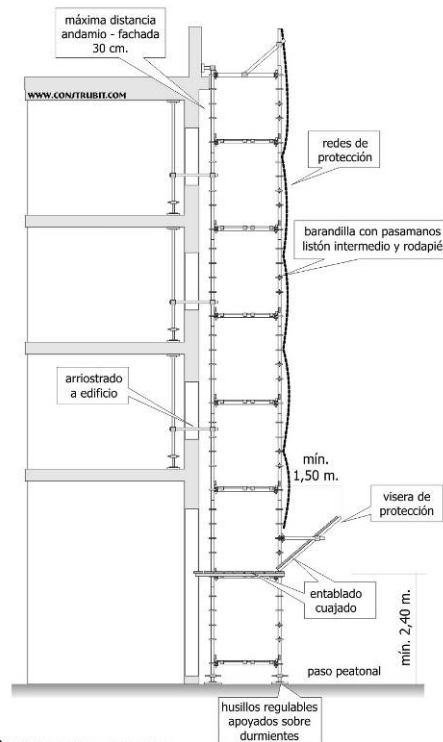 máxima distancia
andamio - fachada
30 cm.
WWW.CONSTRUBIT.COM
redes de
protección
barandilla con pasamanos
listón intermedio y rodapié
arriostrado
a edificio
mín.
1,50 m.
visera de
protección
entablado
cuajado
mín. 2,40 m.
paso peatonal
husillos regulables
apoyados sobre
durmientes